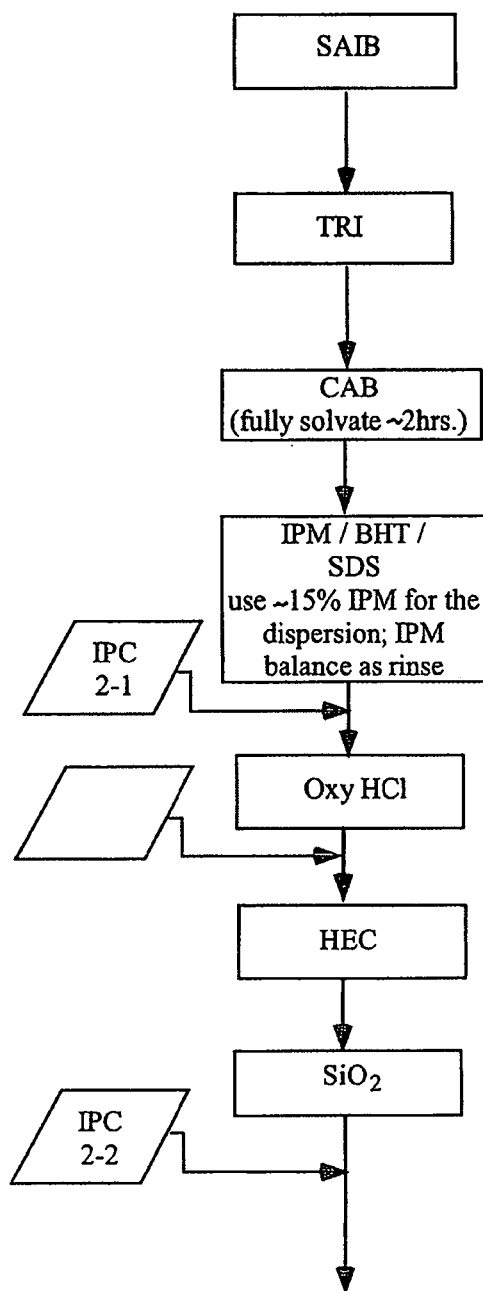 SAIB
TRI
CAB
(fully solvate ~2hrs.)
IPM / BHT /
SDS
use ~15% IPM for the
dispersion; IPM
balance as rinse
IPC
2-1
Oxy HCl
HEC
SiO₂
IPC
2-2